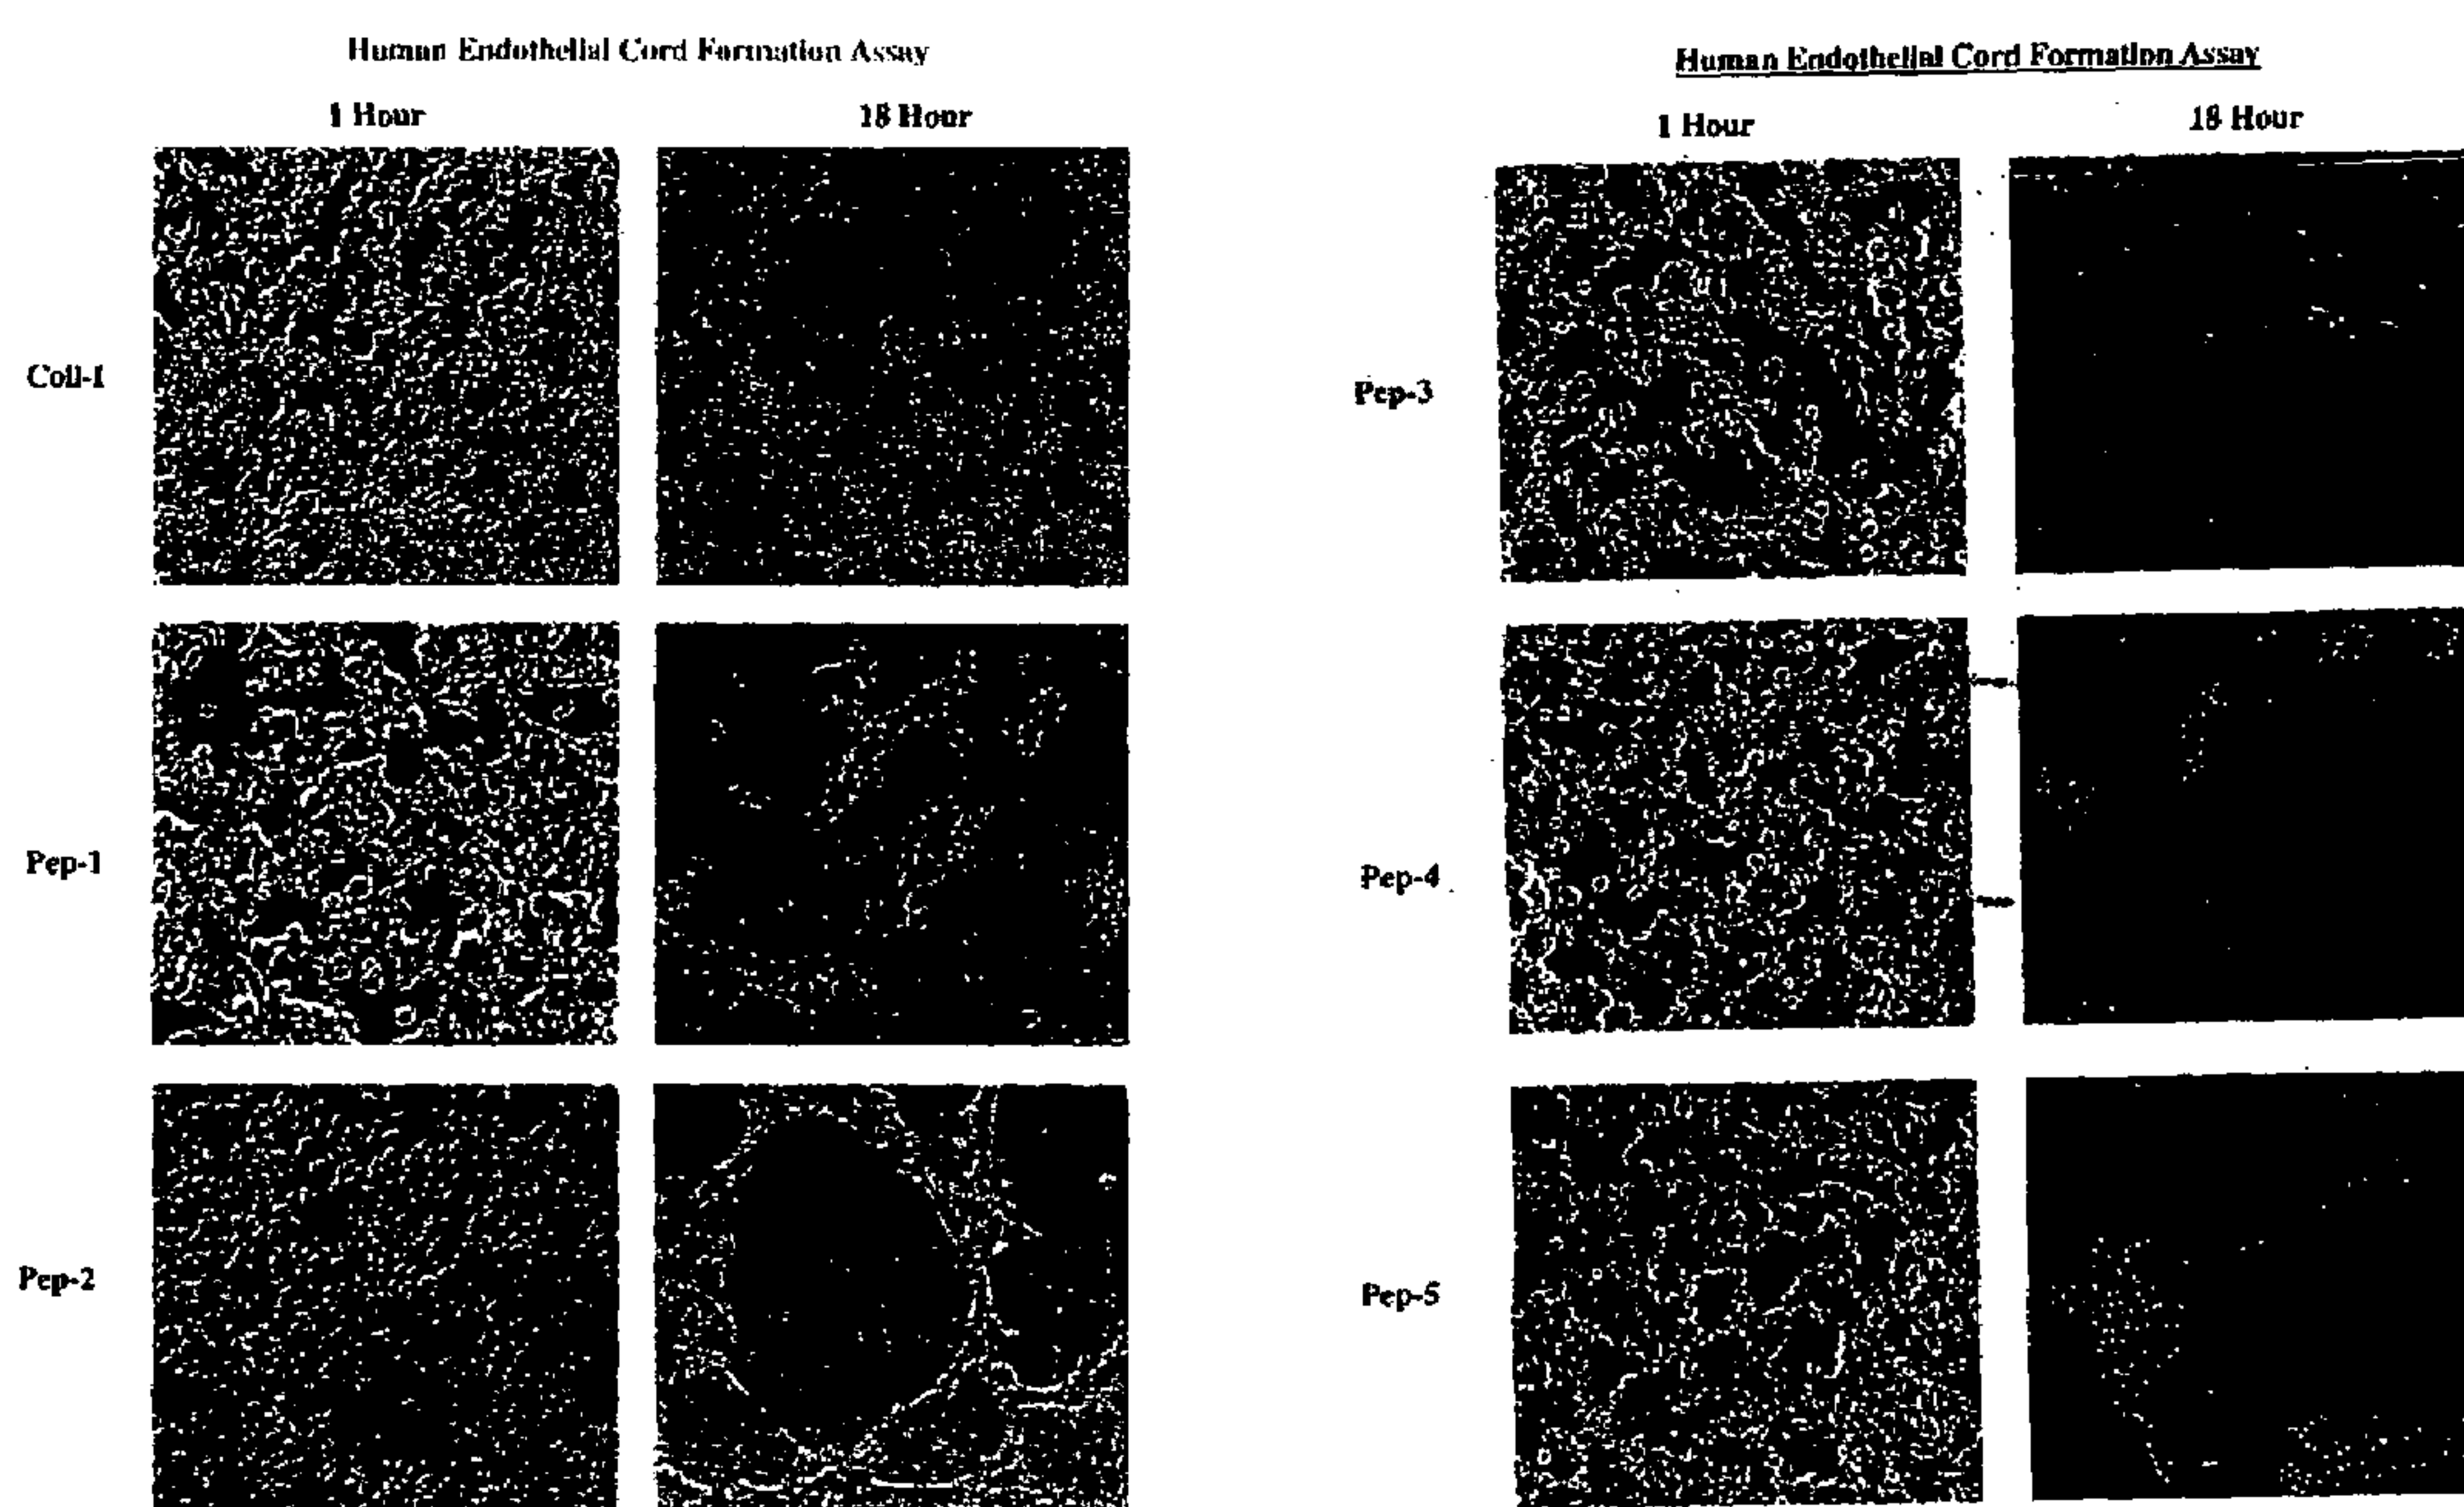 Human Endothelial Cord Formation Assay
1 Hour
18 Hour
Coll-I
Pep-1
Pep-2
Human Endothelial Cord Formation Assay
1 Hour
18 Hour
Pep-3
Pep-4
Pep-5